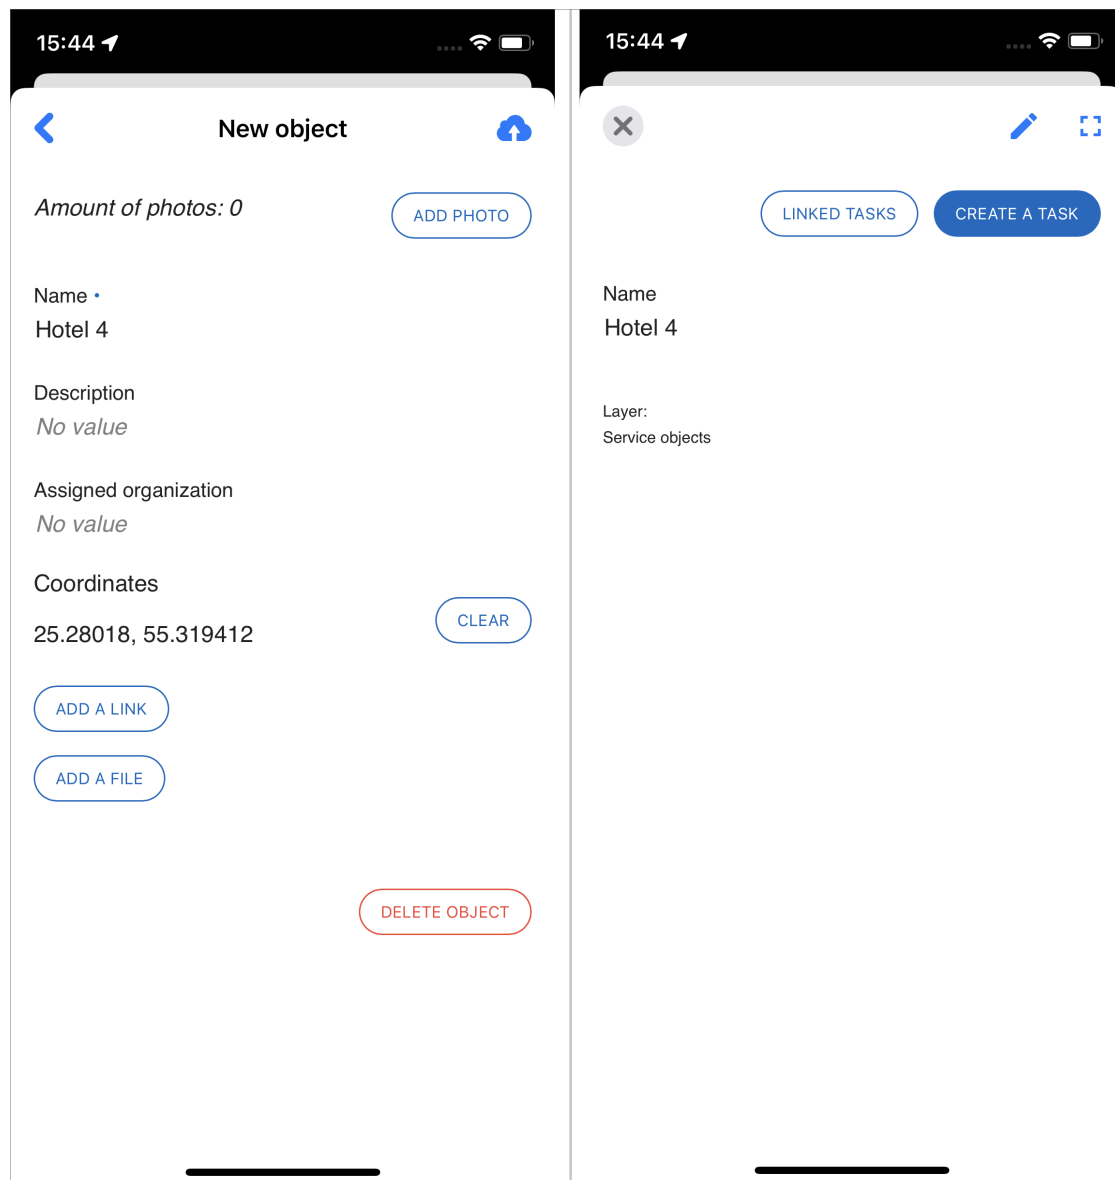 15:44
New object
Amount of photos: 0
ADD PHOTO
Name •
Hotel 4
Description
No value
Assigned organization
No value
Coordinates
25.28018, 55.319412
CLEAR
ADD A LINK
ADD A FILE
DELETE OBJECT
15:44
LINKED TASKS
CREATE A TASK
Name
Hotel 4
Layer:
Service objects